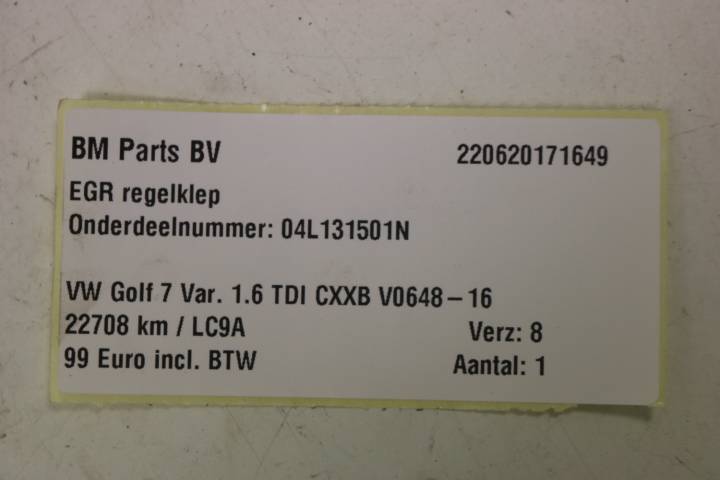 BM Parts BV 220620171649
EGR regelklep
Onderdeelnummer: 04L131501N
VW Golf 7 Var. 1.6 TDI CXXB V0648-16
22708 km / LC9A Verz: 8
99 Euro incl. BTW Aantal: 1